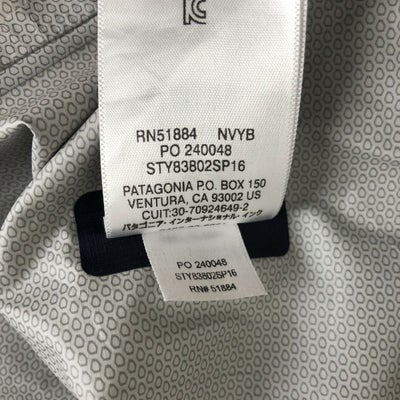 RN51884 NVYB
PO 240048
STY83802SP16
PATAGONIA P.O. BOX 150
VENTURA, CA 93002 US
CUIT:30-70924649-2
パタゴニア・インターナショナル・インク
PO 240048
STY83802SP16
RN# 51884